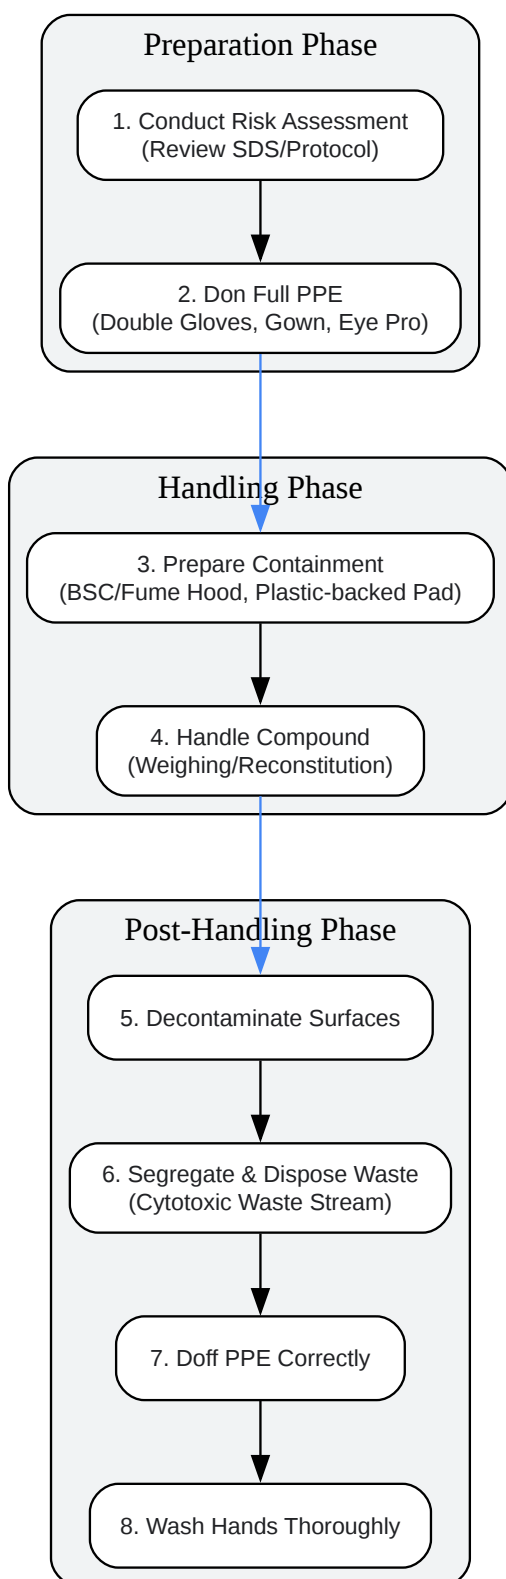 Preparation Phase
1. Conduct Risk Assessment
(Review SDS/Protocol)
2. Don Full PPE
(Double Gloves, Gown, Eye Pro)
Handling Phase
3. Prepare Containment
(BSC/Fume Hood, Plastic-backed Pad)
4. Handle Compound
(Weighing/Reconstitution)
Post-Handling Phase
5. Decontaminate Surfaces
6. Segregate & Dispose Waste
(Cytotoxic Waste Stream)
7. Doff PPE Correctly
8. Wash Hands Thoroughly